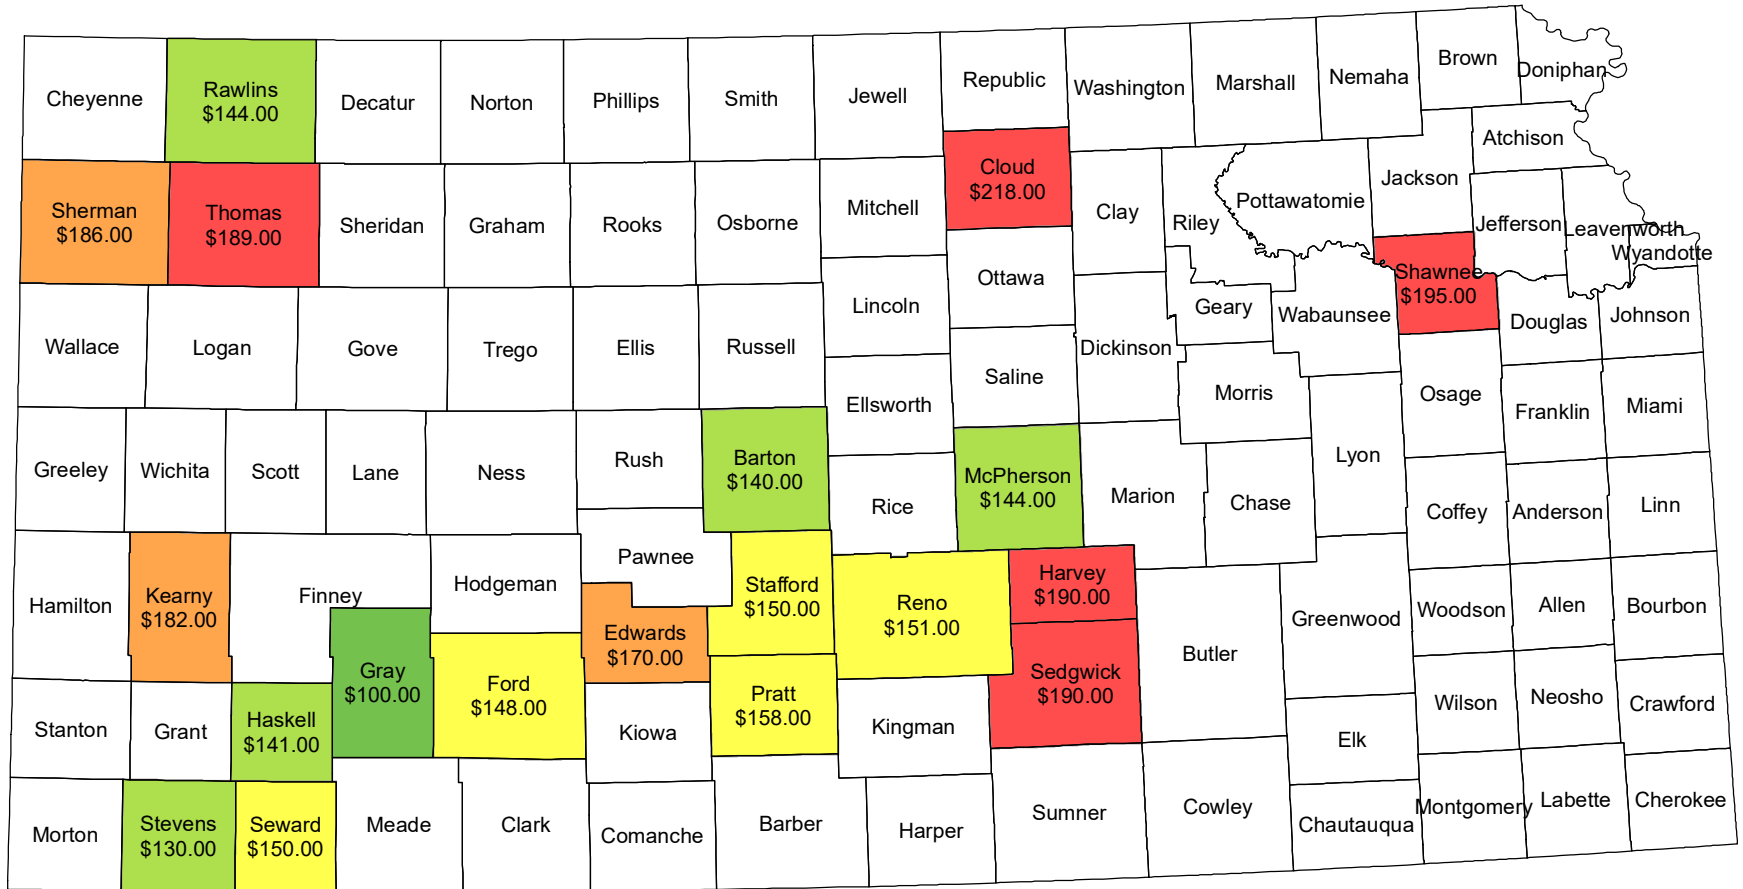 Cheyenne
Rawlins
$144.00
Decatur
Norton
Phillips
Smith
Jewell
Republic
Washington
Marshall
Nemaha
Brown
Doniphan
Atchison
Sherman
$186.00
Thomas
$189.00
Sheridan
Graham
Rooks
Osborne
Mitchell
Cloud
$218.00
Clay
Riley
Pottawatomie
Jackson
Jefferson
Leavenworth
Wyandotte
Ottawa
Shawnee
$195.00
Wallace
Logan
Gove
Trego
Ellis
Russell
Lincoln
Geary
Wabaunsee
Douglas
Johnson
Dickinson
Saline
Ellsworth
Morris
Osage
Franklin
Miami
Greeley
Wichita
Scott
Lane
Ness
Rush
Barton
$140.00
Rice
McPherson
$144.00
Marion
Chase
Lyon
Coffey
Anderson
Linn
Hamilton
Kearny
$182.00
Finney
Hodgeman
Pawnee
Stafford
$150.00
Reno
$151.00
Harvey
$190.00
Edwards
$170.00
Greenwood
Woodson
Allen
Bourbon
Gray
$100.00
Ford
$148.00
Sedgwick
$190.00
Butler
Stanton
Grant
Haskell
$141.00
Kiowa
Pratt
$158.00
Kingman
Elk
Wilson
Neosho
Crawford
Morton
Stevens
$130.00
Seward
$150.00
Meade
Clark
Comanche
Barber
Harper
Sumner
Cowley
Chautauqua
Montgomery
Labette
Cherokee